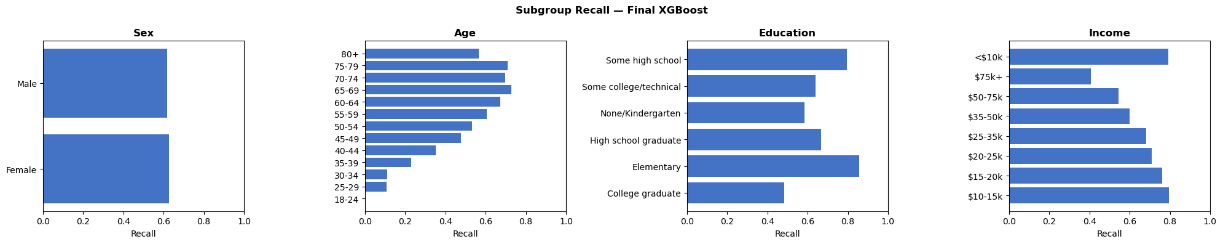 Subgroup Recall — Final XGBoost
Sex
Male
Female
0.0 0.2 0.4 0.6 0.8 1.0
Recall
Age
80+
75-79
70-74
65-69
60-64
55-59
50-54
45-49
40-44
35-39
30-34
25-29
18-24
0.0 0.2 0.4 0.6 0.8 1.0
Recall
Education
Some high school
Some college/technical
None/Kindergarten
High school graduate
Elementary
College graduate
0.0 0.2 0.4 0.6 0.8 1.0
Recall
Income
<$10k
$75k+
$50-75k
$35-50k
$25-35k
$20-25k
$15-20k
$10-15k
0.0 0.2 0.4 0.6 0.8 1.0
Recall